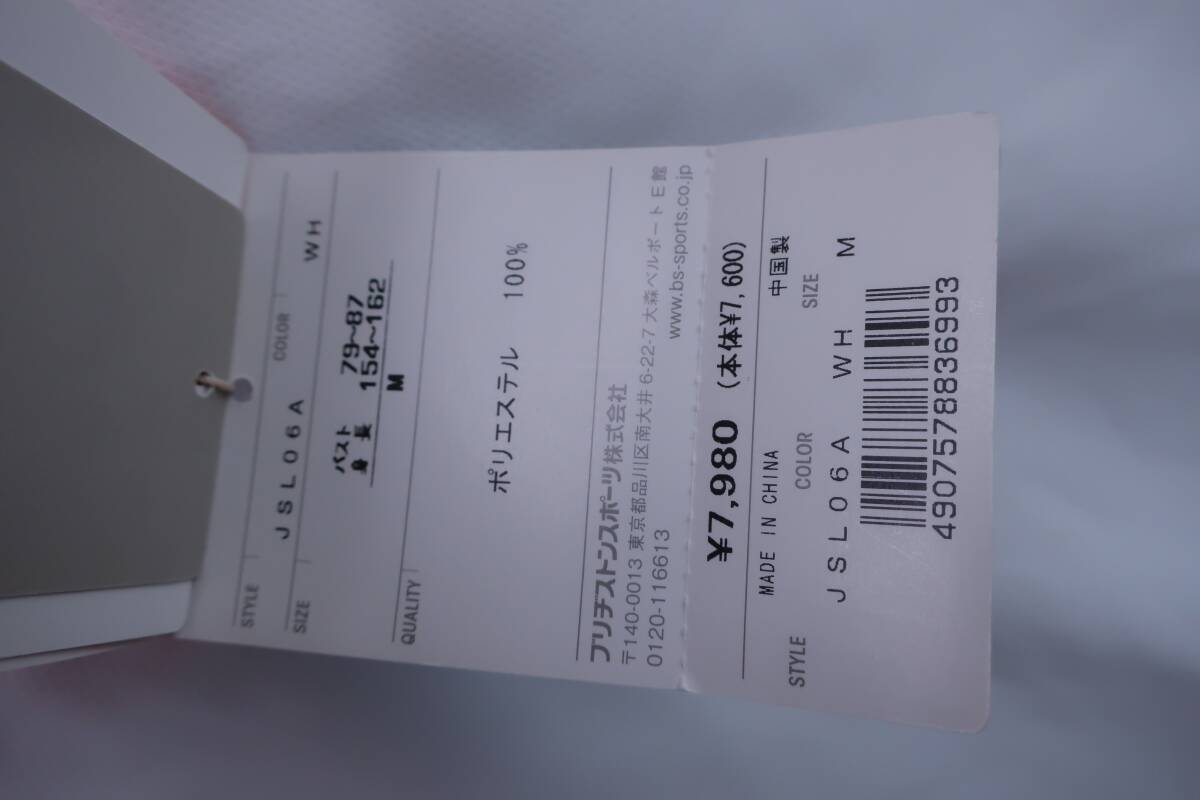 STYLE COLOR
JSL06A WH
SIZE
バスト 79~87
身長 154~162
M
QUALITY
ポリエステル 100%
ブリヂストンスポーツ株式会社
〒140-0013 東京都品川区南大井 6-22-7 大森ベルポート E館
0120-116613 www.bs-sports.co.jp
¥7,980 (本体¥7,600)
MADE IN CHINA 中国製
STYLE COLOR SIZE
JSL06A WH M
4907578836993